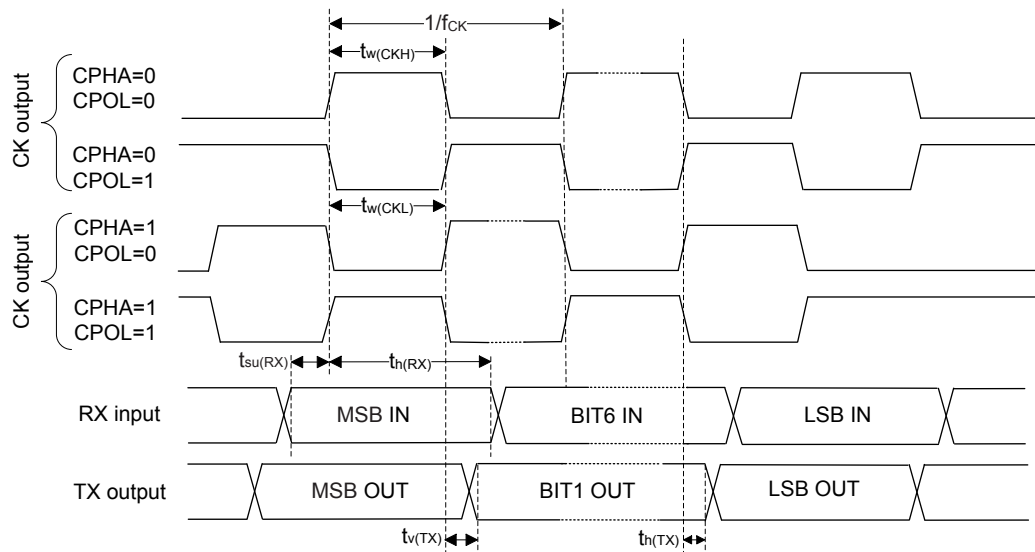 1/fCK
tw(CKH)
CK output
CPHA=0
CPOL=0
CPHA=0
CPOL=1
tw(CKL)
CK output
CPHA=1
CPOL=0
CPHA=1
CPOL=1
tsu(RX)
th(RX)
RX input
MSB IN
BIT6 IN
LSB IN
TX output
MSB OUT
BIT1 OUT
LSB OUT
tv(TX)
th(TX)